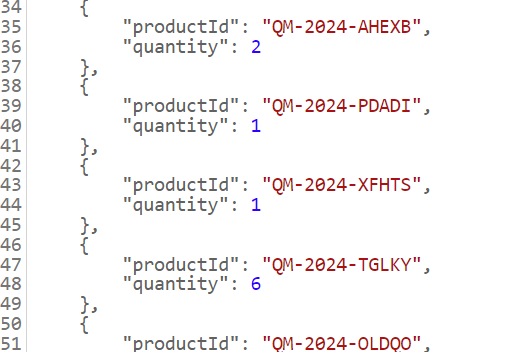 34 {
35 "productId": "QM-2024-AHEXB",
36 "quantity": 2
37 },
38 {
39 "productId": "QM-2024-PDADI",
40 "quantity": 1
41 },
42 {
43 "productId": "QM-2024-XFHTS",
44 "quantity": 1
45 },
46 {
47 "productId": "QM-2024-TGLKY",
48 "quantity": 6
49 },
50 {
51 "productId": "QM-2024-OLDQO",